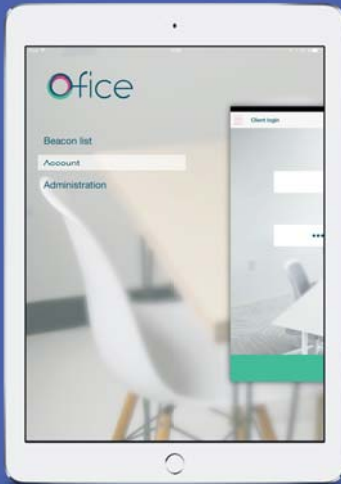 Ofice
Beacon list
Account
Administration
Client login